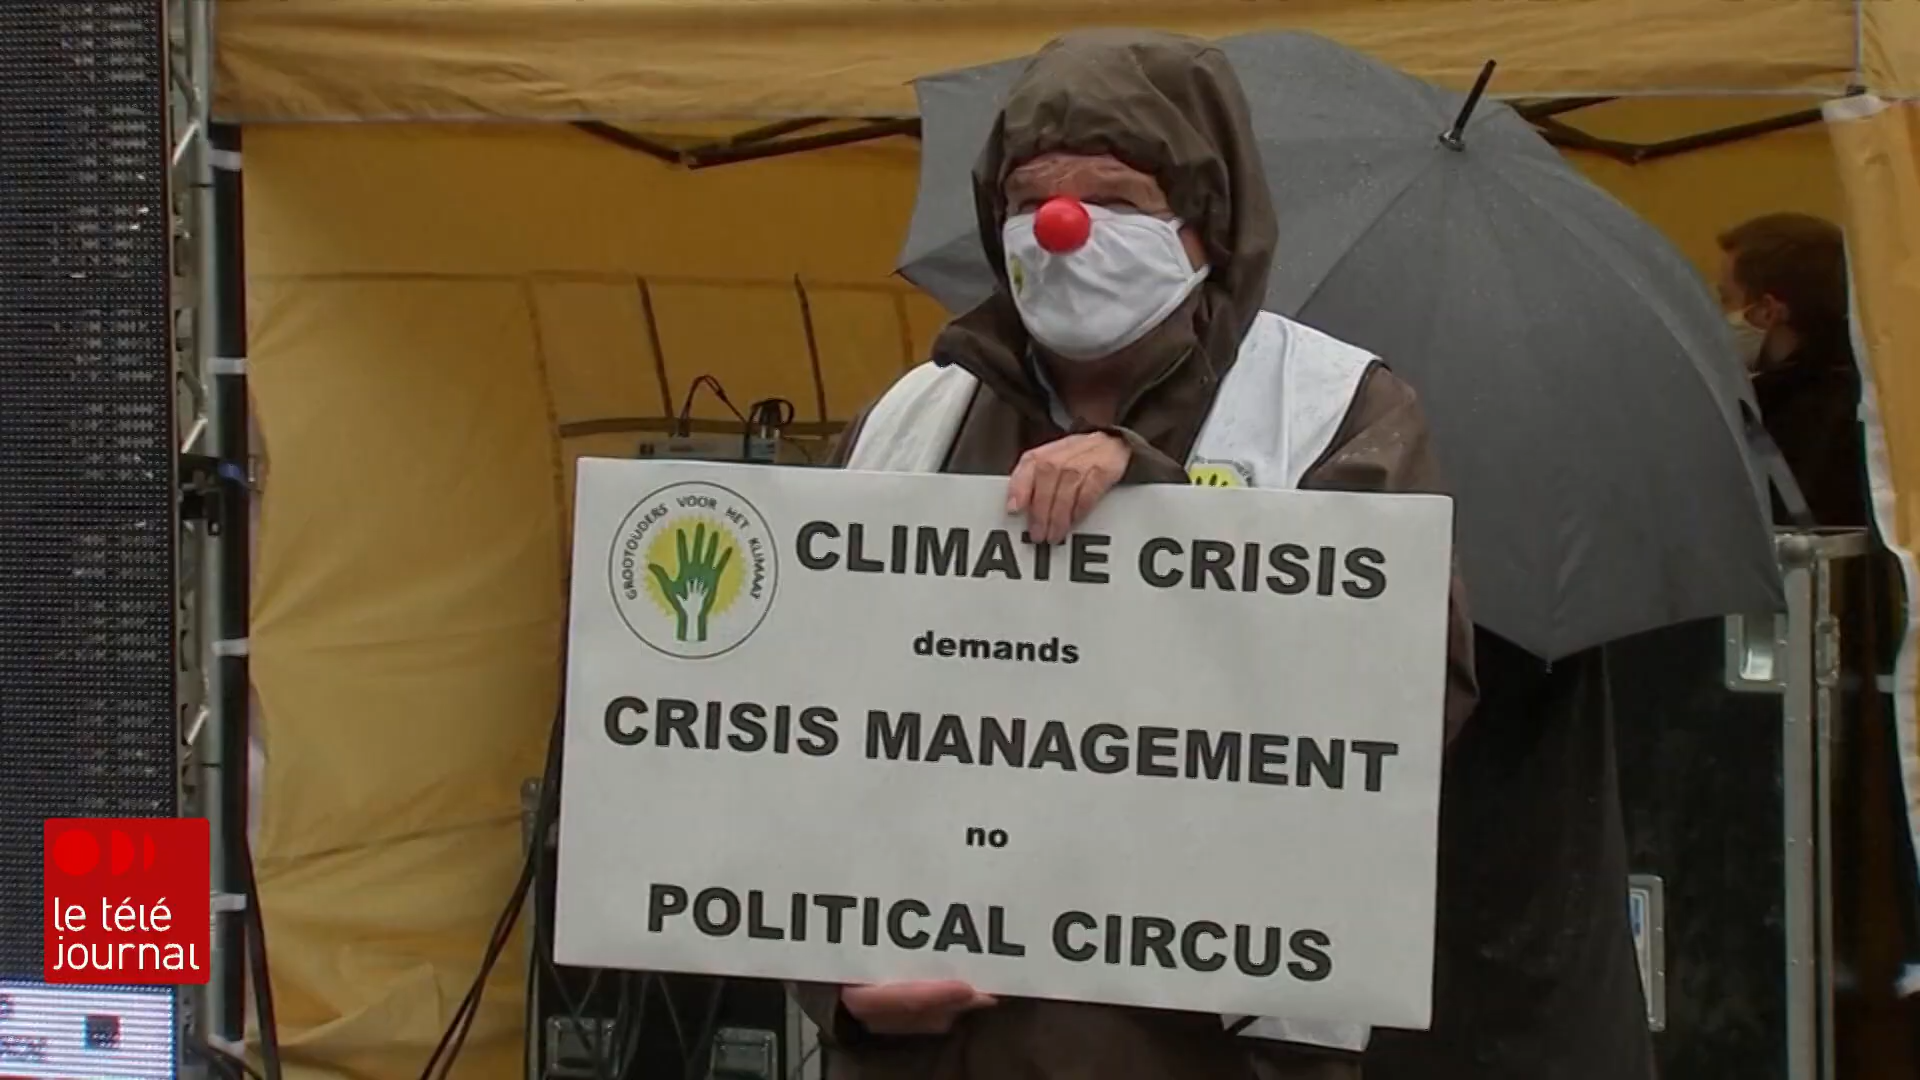 GROOTOUDERS VOOR HET KLIMAAT
CLIMATE CRISIS
demands
CRISIS MANAGEMENT
no
POLITICAL CIRCUS
le télé
journal